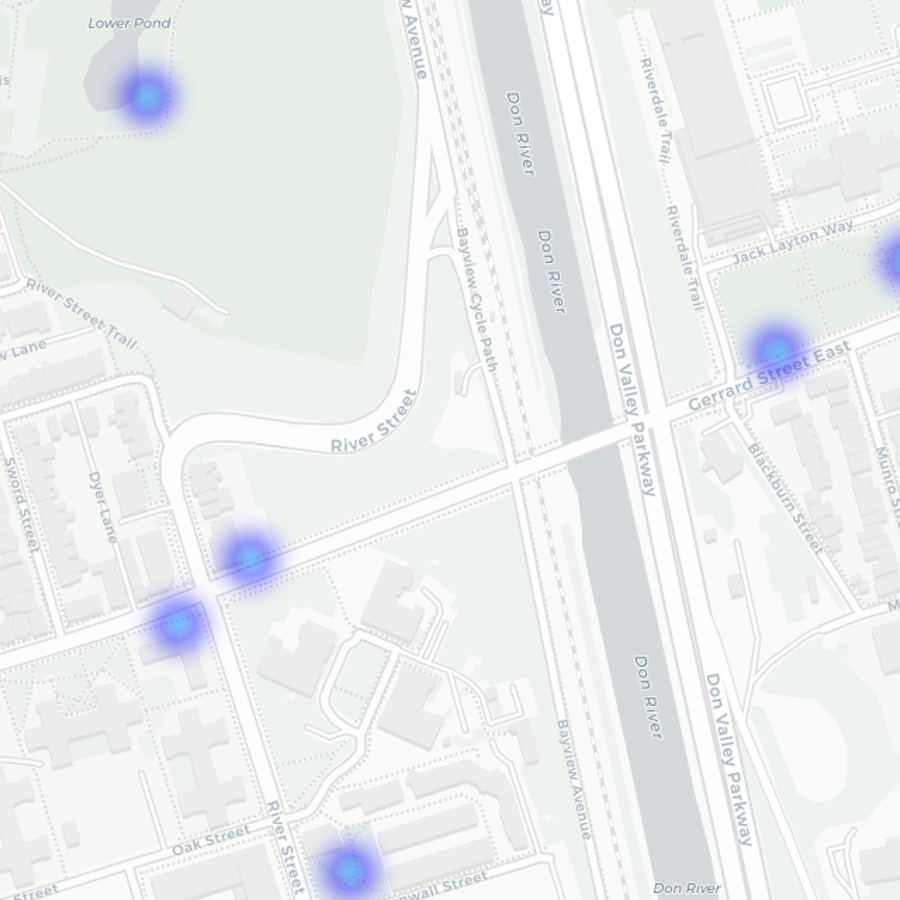 Lower Pond
Avenue
Don River
Riverdale Trail
Don River
Riverdale Trail
Jack Layton Way
Bayview Cycle Path
River Street Trail
Lane
Don Valley Parkway
Gerrard Street East
River Street
Sword Street
Dyer Lane
Blackburn Street
Munro
Don River
Don Valley Parkway
Bayview Avenue
River Street
Oak Street
Street
Street
Don River